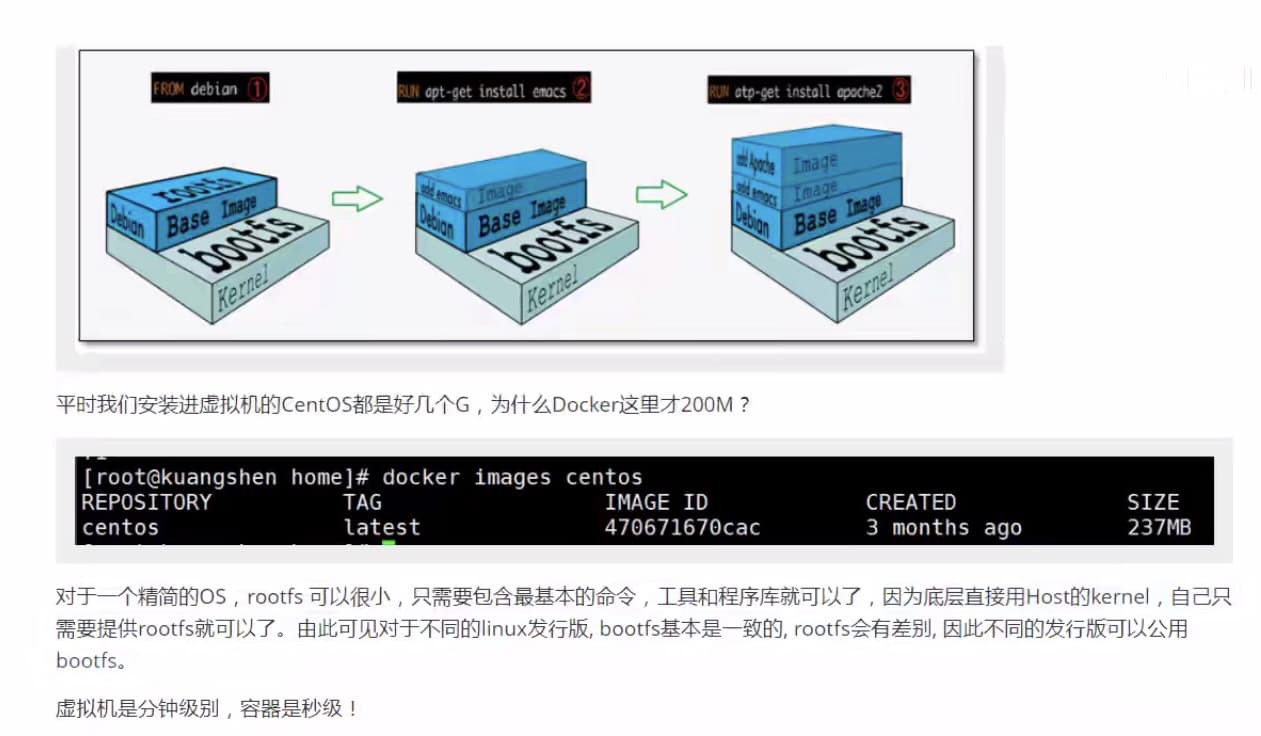 FROM debian ①
RUN apt-get install emacs ②
RUN atp-get install apache2 ③
rootfs
Debian
Base Image
bootfs
Kernel
add emacs
Image
Debian
Base Image
bootfs
Kernel
add Apache
Image
add emacs
Image
Debian
Base Image
bootfs
Kernel
平时我们安装进虚拟机的CentOS都是好几个G，为什么Docker这里才200M？
[root@kuangshen home]# docker images centos
REPOSITORY TAG IMAGE ID CREATED SIZE
centos latest 470671670cac 3 months ago 237MB
对于一个精简的OS，rootfs 可以很小，只需要包含最基本的命令，工具和程序库就可以了，因为底层直接用Host的kernel，自己只
需要提供rootfs就可以了。由此可见对于不同的linux发行版, bootfs基本是一致的, rootfs会有差别, 因此不同的发行版可以公用
bootfs。
虚拟机是分钟级别，容器是秒级！